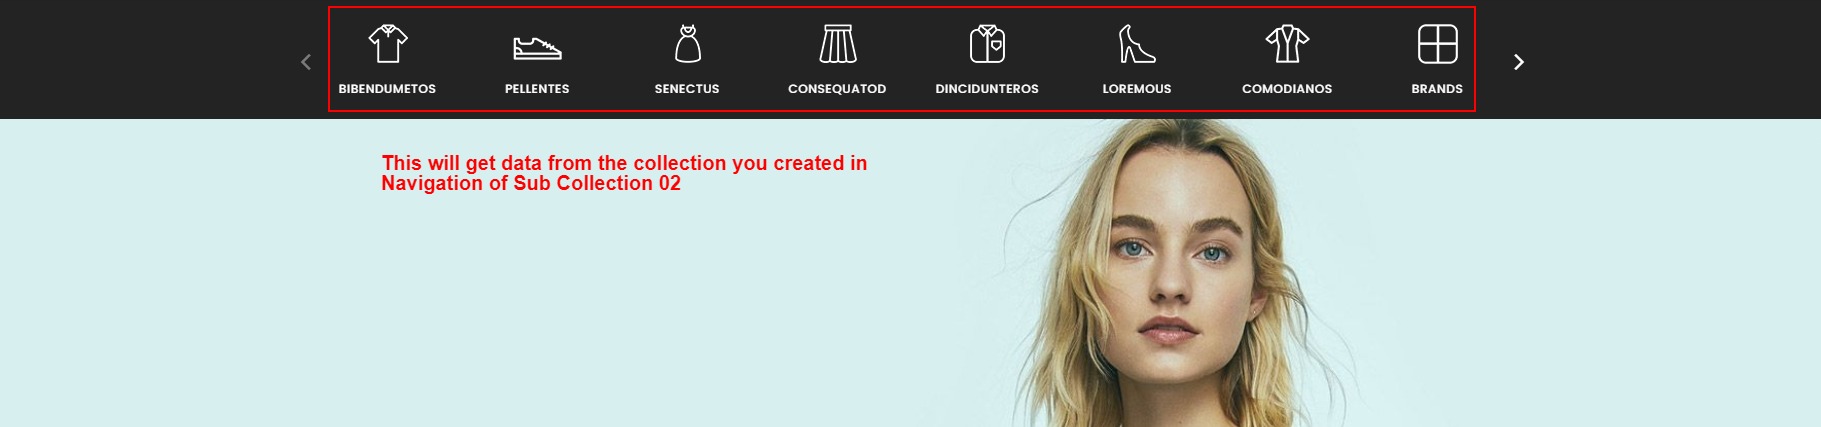 BIBENDUMETOS PELLENTES SENECTUS CONSEQUATOD DINCIDUNTEROS LOREMOUS COMODIANOS BRANDS
This will get data from the collection you created in
Navigation of Sub Collection 02